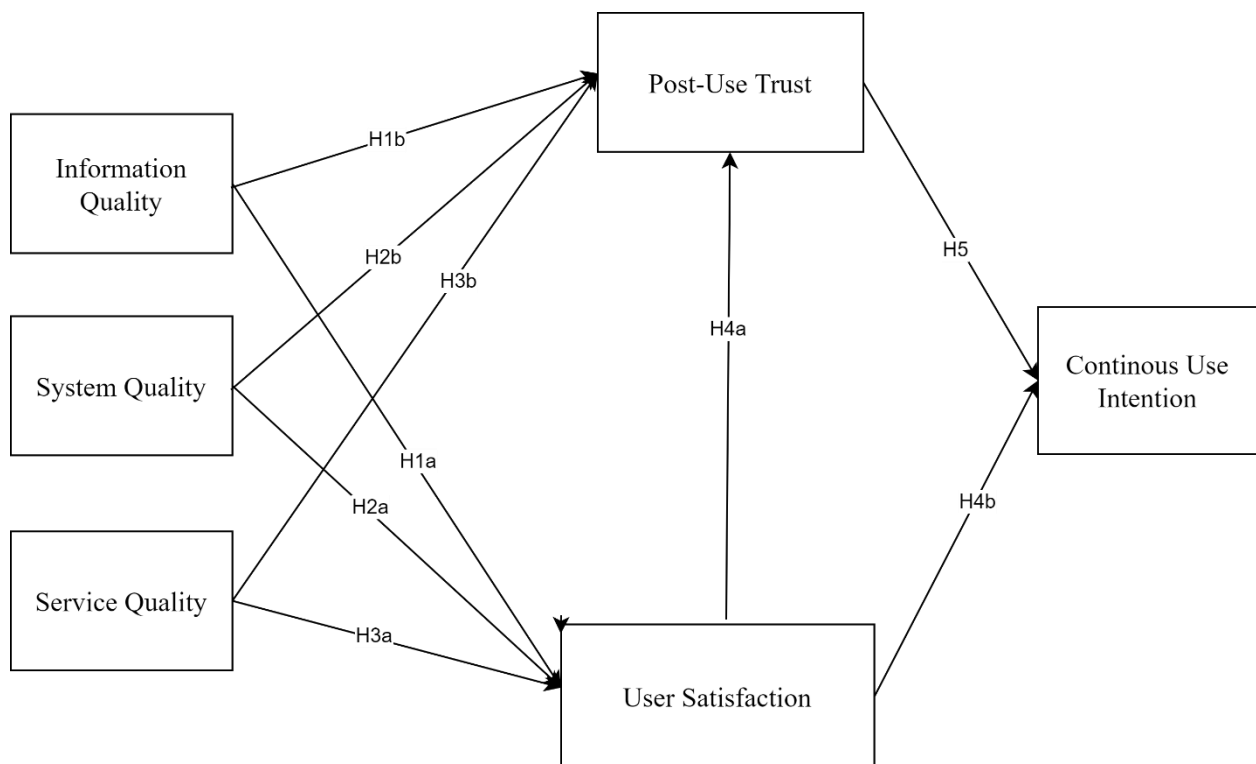 Post-Use Trust
Information
Quality
H1b
H2b
H3b
H5
System Quality
H4a
Continous Use
Intention
H1a
H2a
H4b
Service Quality
H3a
User Satisfaction